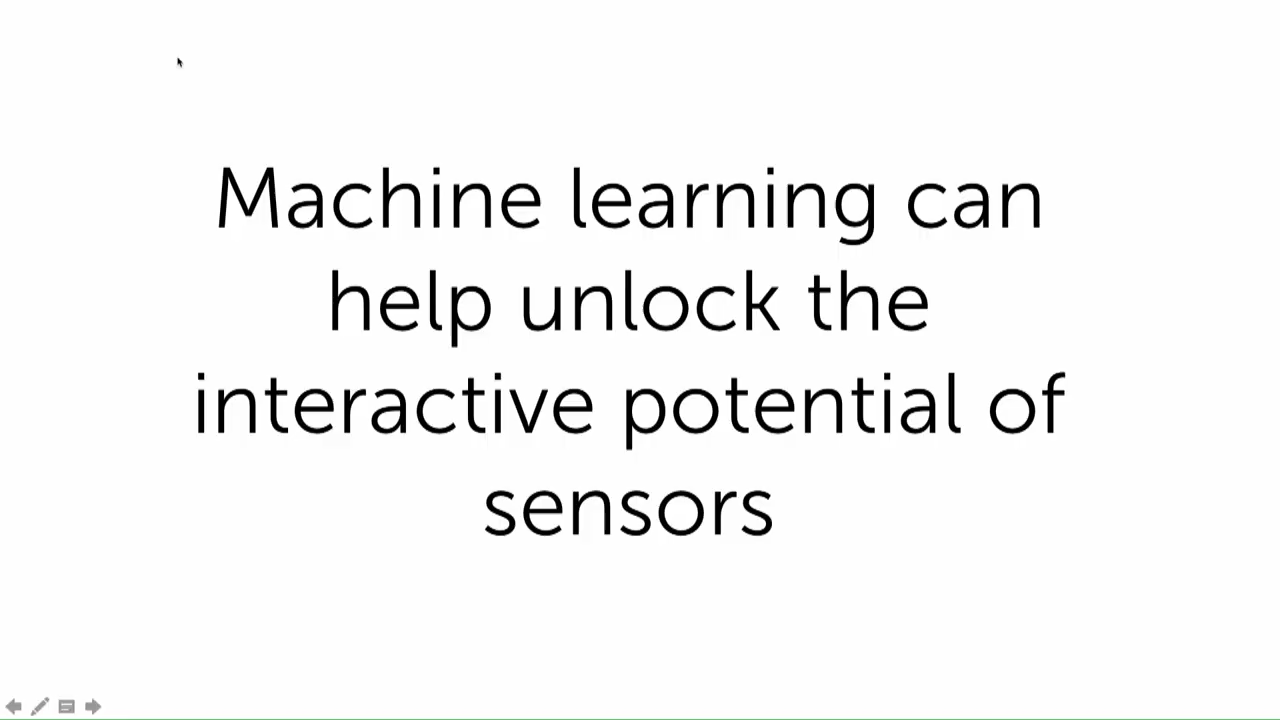 Machine learning can
help unlock the
interactive potential of
sensors